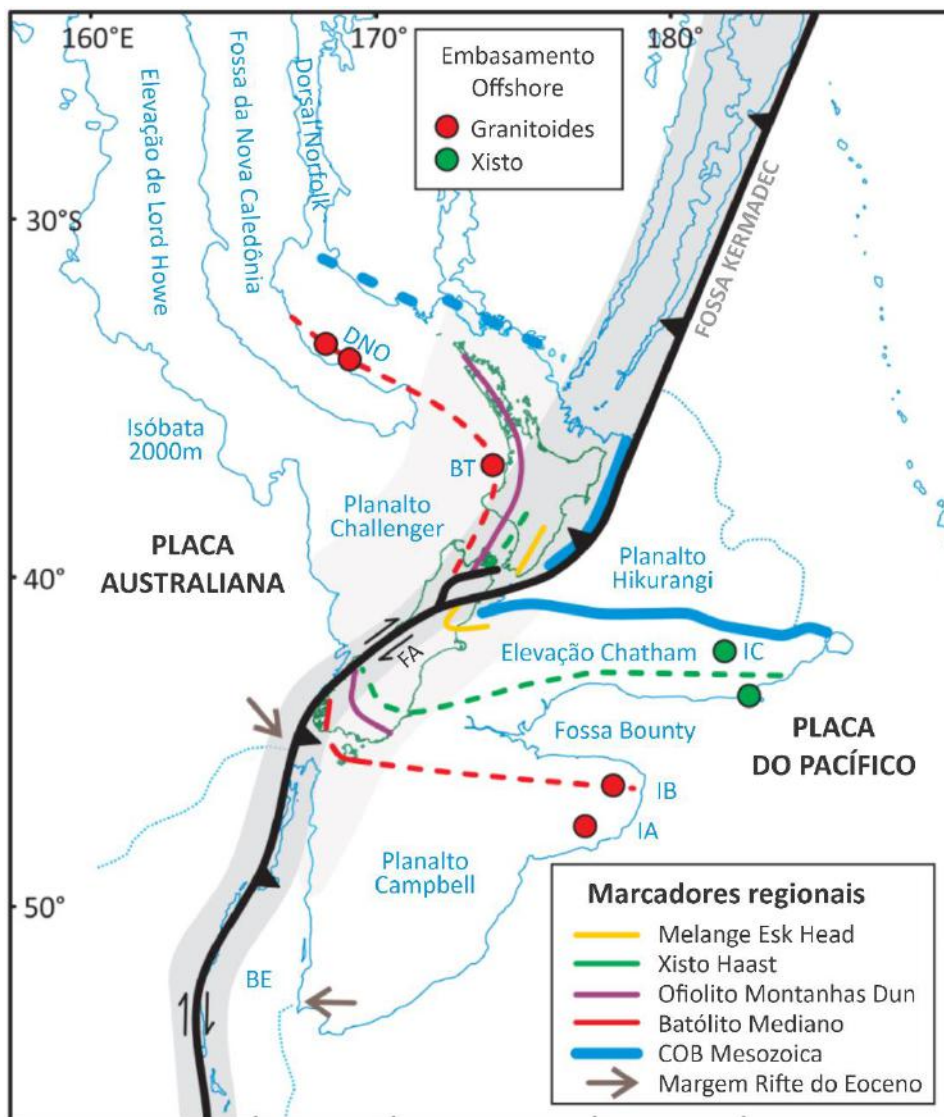 160°E
170°
180°
Elevação de Lord Howe
Fossa da Nova Caledônia
Dorsal Norfolk
Embasamento
Offshore
Granitoides
Xisto
30°S
FOSSA KERMADEC
DNO
Isóbata
2000m
BT
Planalto
Challenger
PLACA
AUSTRALIANA
40°
Planalto
Hikurangi
FA
Elevação Chatham
IC
Fossa Bounty
PLACA
DO PACÍFICO
IB
IA
Planalto
Campbell
50°
BE
Marcadores regionais
Melange Esk Head
Xisto Haast
Ofiolito Montanhas Dun
Batólito Mediano
COB Mesozoica
Margem Rifte do Eoceno